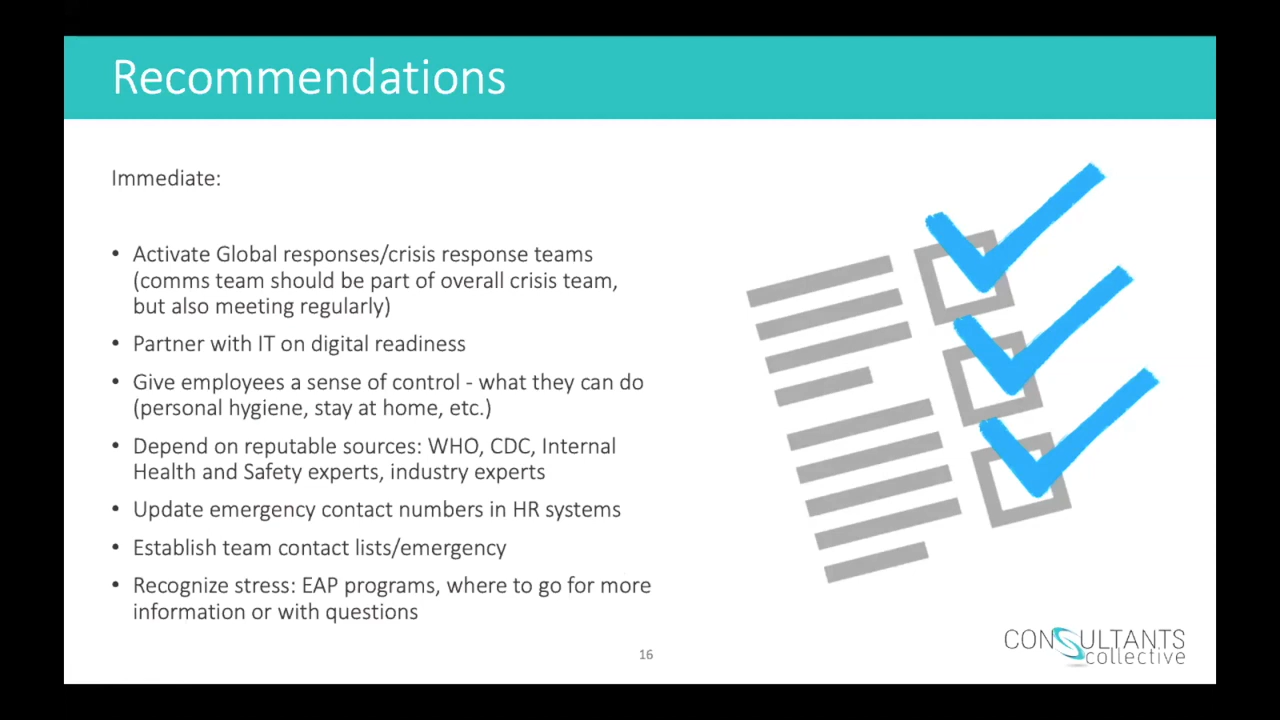 Recommendations
Immediate:
• Activate Global responses/crisis response teams
(comms team should be part of overall crisis team,
but also meeting regularly)
• Partner with IT on digital readiness
• Give employees a sense of control - what they can do
(personal hygiene, stay at home, etc.)
• Depend on reputable sources: WHO, CDC, Internal
Health and Safety experts, industry experts
• Update emergency contact numbers in HR systems
• Establish team contact lists/emergency
• Recognize stress: EAP programs, where to go for more
information or with questions
16
CONSULTANTS
collective